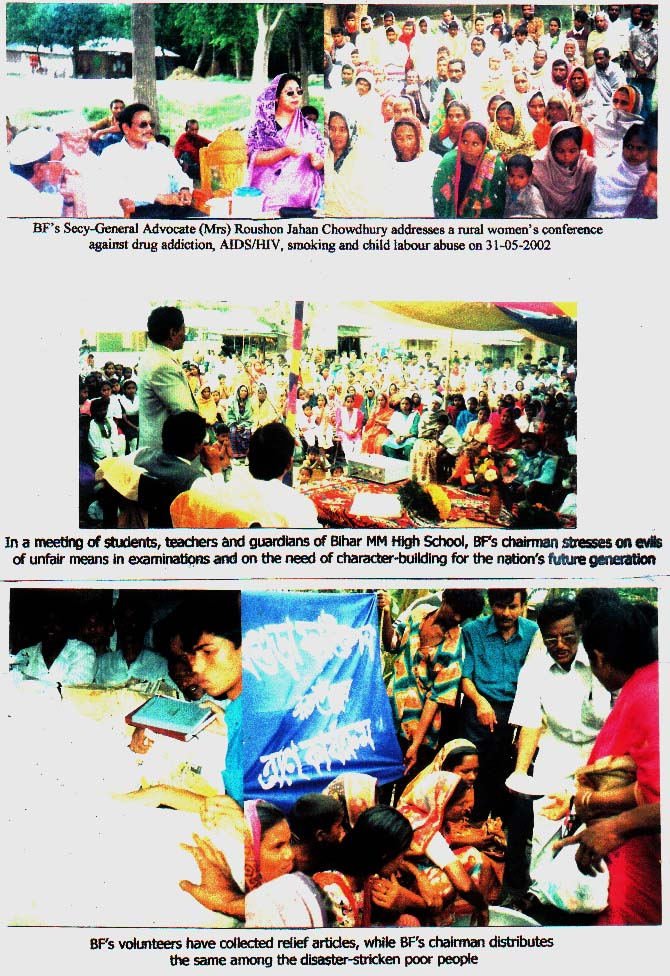 BF's Secy-General Advocate (Mrs) Roushon Jahan Chowdhury addresses a rural women's conference
against drug addiction, AIDS/HIV, smoking and child labour abuse on 31-05-2002
In a meeting of students, teachers and guardians of Bihar MM High School, BF's chairman stresses on evils
of unfair means in examinations and on the need of character-building for the nation's future generation
BF's volunteers have collected relief articles, while BF's chairman distributes
the same among the disaster-stricken poor people